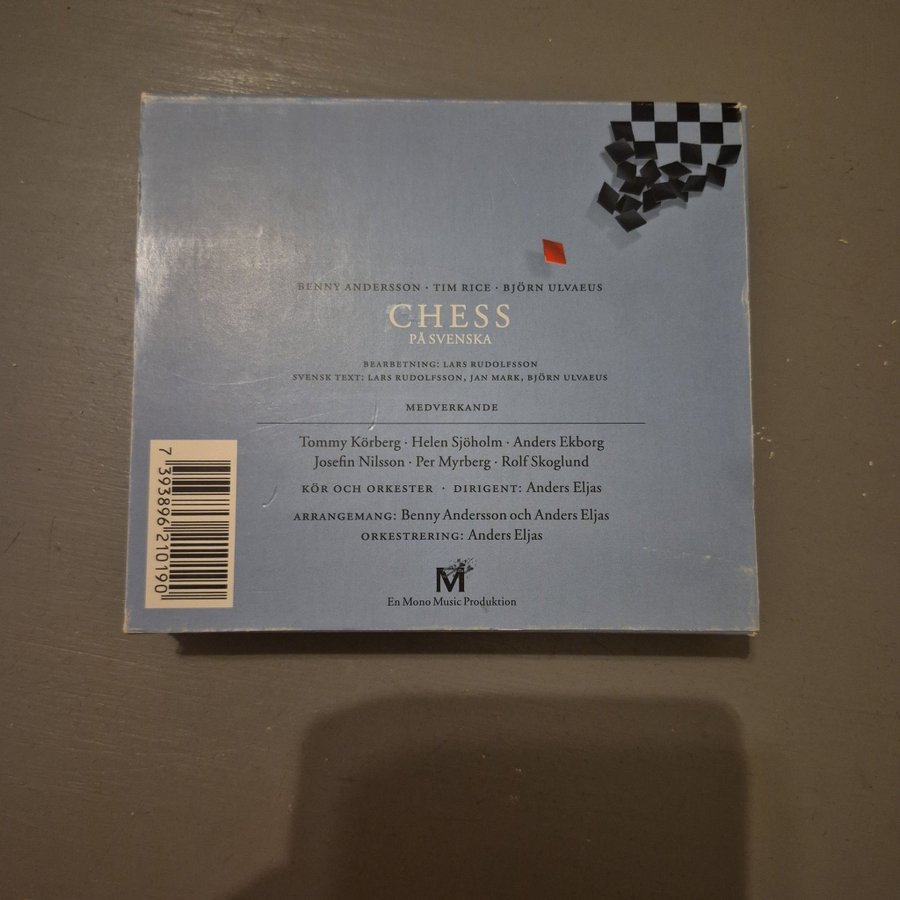 BENNY ANDERSSON · TIM RICE · BJÖRN ULVAEUS
CHESS
PÅ SVENSKA
BEARBETNING: LARS RUDOLFSSON
SVENSK TEXT: LARS RUDOLFSSON, JAN MARK, BJÖRN ULVAEUS
MEDVERKANDE
Tommy Körberg · Helen Sjöholm · Anders Ekborg
Josefin Nilsson · Per Myrberg · Rolf Skoglund
KÖR OCH ORKESTER · DIRIGENT: Anders Eljas
ARRANGEMANG: Benny Andersson och Anders Eljas
ORKESTRERING: Anders Eljas
M
En Mono Music Produktion
7 393896 210190